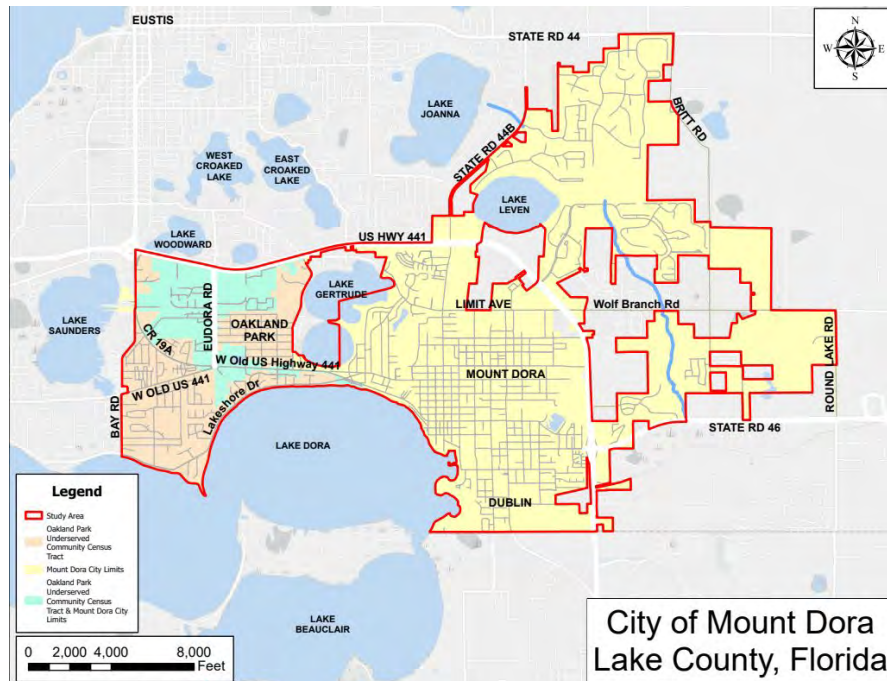 EUSTIS
STATE RD 44
N
W
E
S
LAKE
JOANNA
BRITT RD
STATE RD 44B
WEST
CROAKED
LAKE
EAST
CROAKED
LAKE
LAKE
LEVEN
LAKE
WOODWARD
US HWY 441
LAKE
GERTRUDE
LAKE
SAUNDERS
EUDORA RD
OAKLAND
PARK
LIMIT AVE
Wolf Branch Rd
CR 19A
W Old US Highway 441
MOUNT DORA
ROUND LAKE RD
W OLD US 441
BAY RD
Lakeshore Dr
STATE RD 46
LAKE DORA
DUBLIN
Legend
Study Area
Oakland Park
Underserved
Community Census
Tract
Mount Dora City Limits
Oakland Park
Underserved
Community Census
Tract & Mount Dora City
Limits
LAKE
BEAUCLAIR
0 2,000 4,000 8,000
Feet
City of Mount Dora
Lake County, Florida